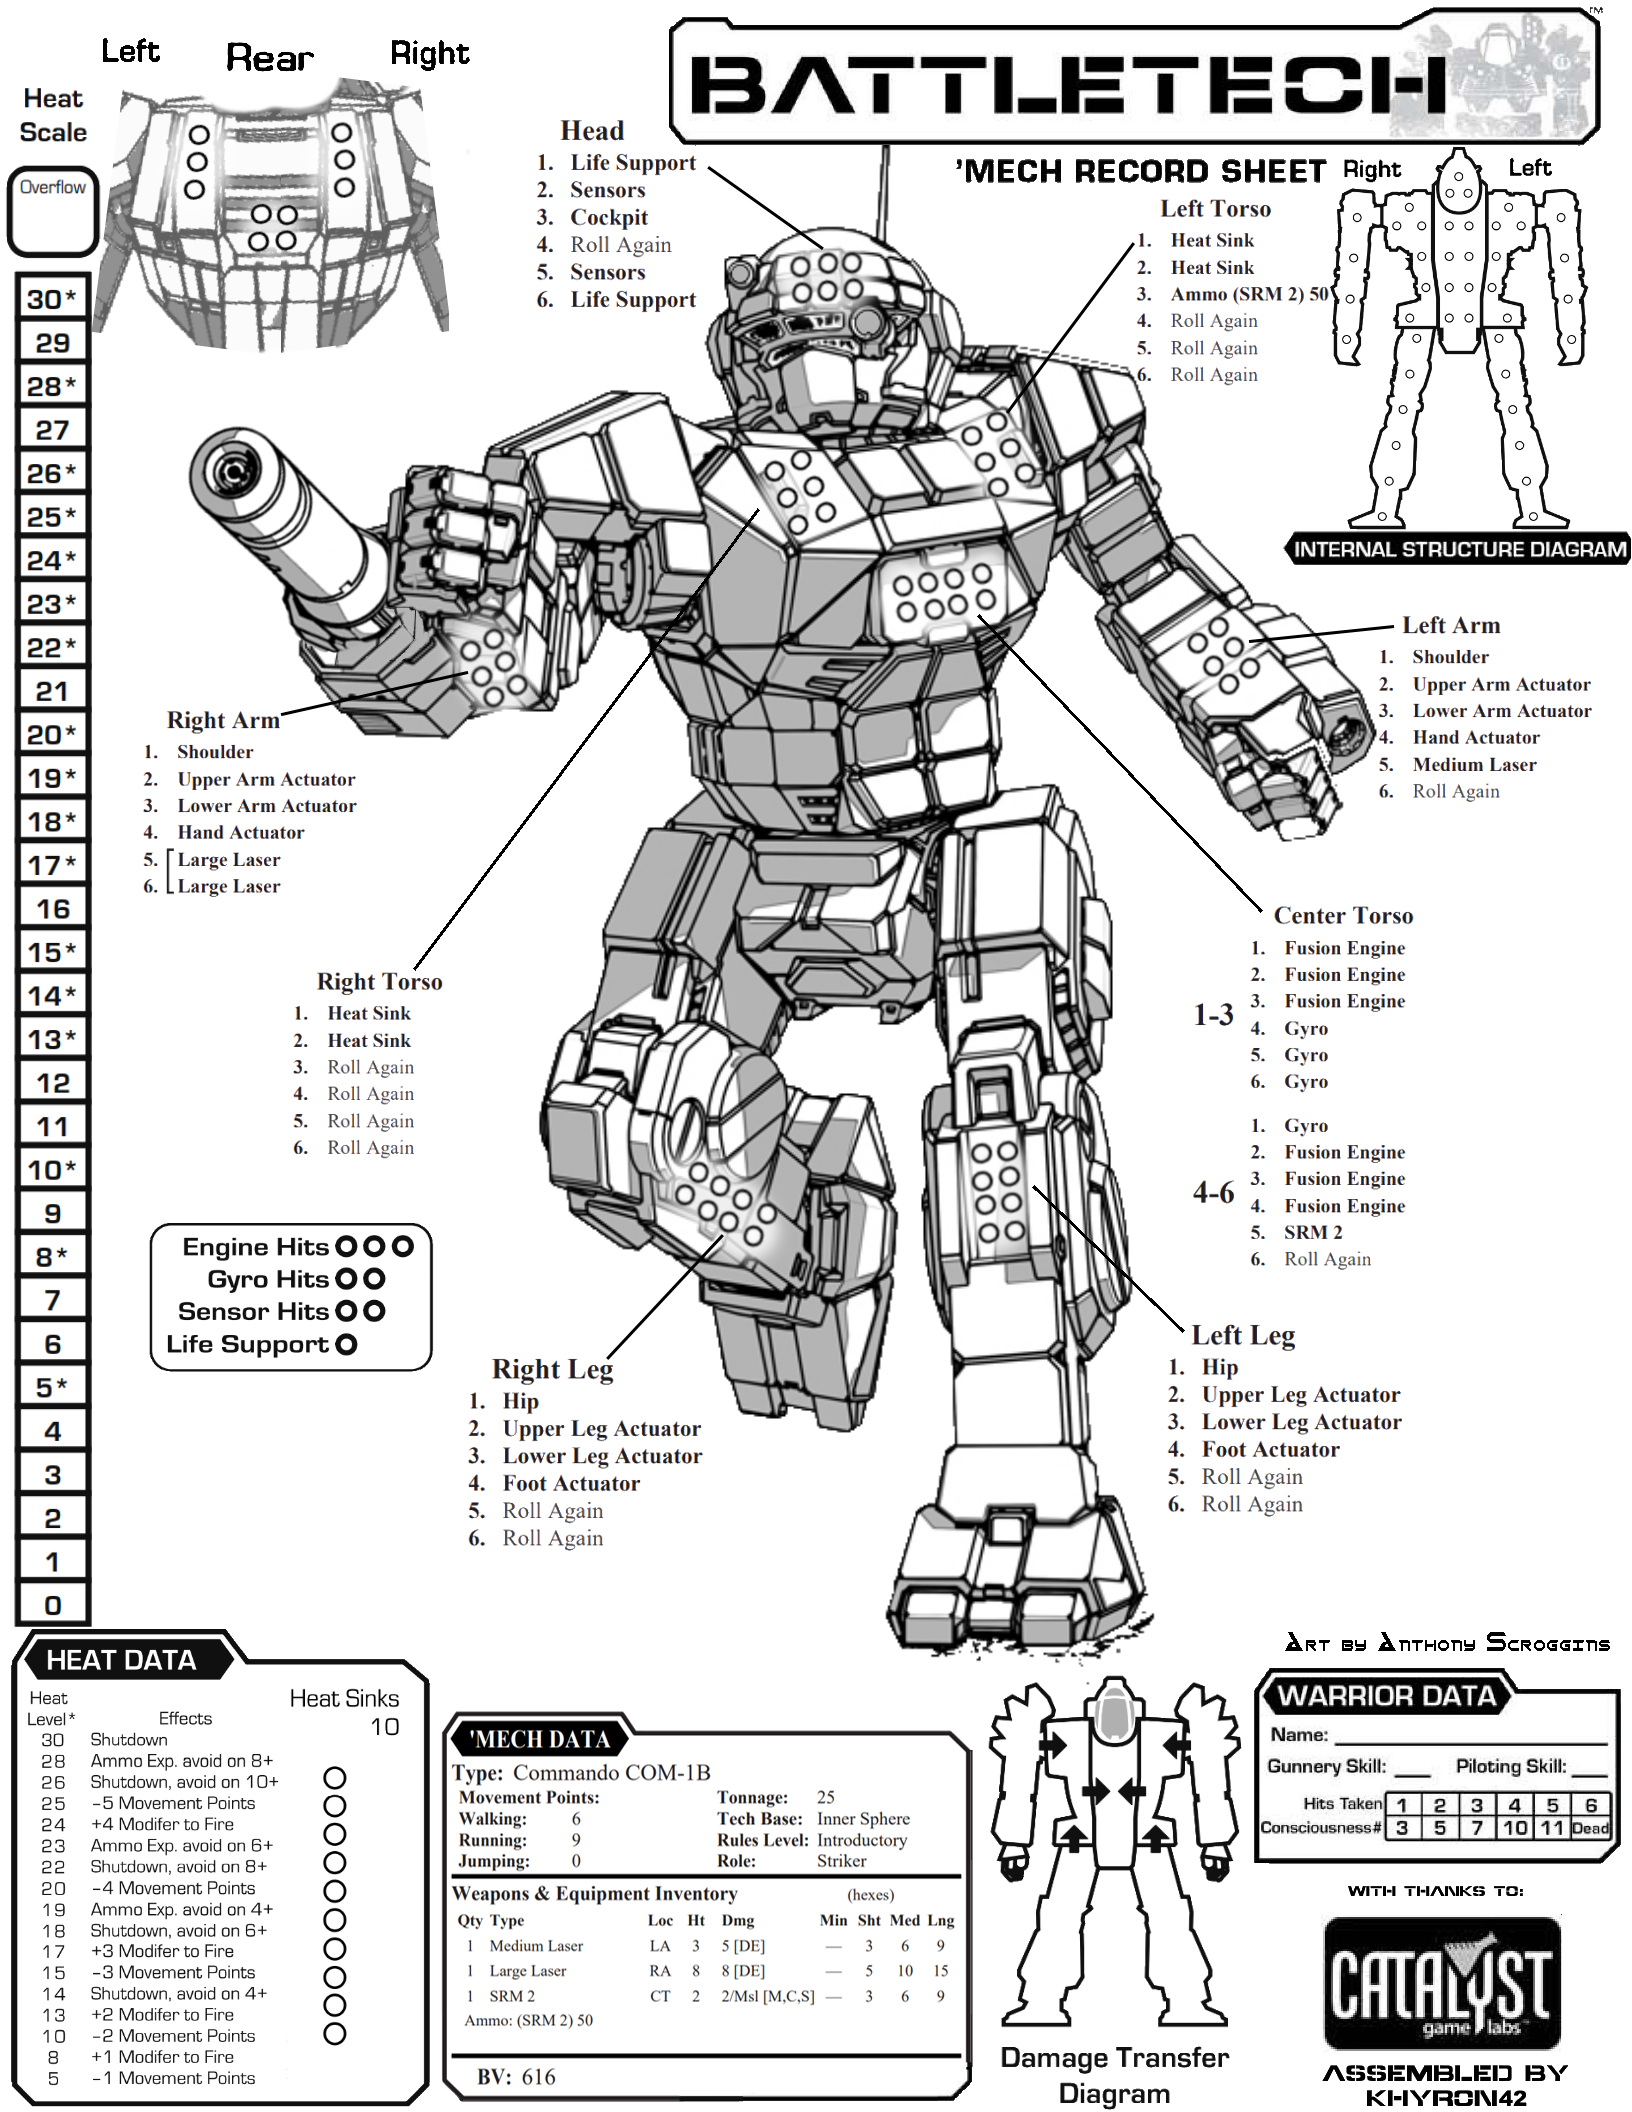 Left Rear Right
Heat
Scale
Overflow
30*
29
28*
27
26*
25*
24*
23*
22*
21
20*
19*
18*
17*
16
15*
14*
13*
12
11
10*
9
8*
7
6
5*
4
3
2
1
0
BATTLETECH™
'MECH RECORD SHEET
Head
1. Life Support
2. Sensors
3. Cockpit
4. Roll Again
5. Sensors
6. Life Support
Left Torso
1. Heat Sink
2. Heat Sink
3. Ammo (SRM 2) 50
4. Roll Again
5. Roll Again
6. Roll Again
Right Left
INTERNAL STRUCTURE DIAGRAM
Left Arm
1. Shoulder
2. Upper Arm Actuator
3. Lower Arm Actuator
4. Hand Actuator
5. Medium Laser
6. Roll Again
Right Arm
1. Shoulder
2. Upper Arm Actuator
3. Lower Arm Actuator
4. Hand Actuator
5. Large Laser
6. Large Laser
Center Torso
1-3
1. Fusion Engine
2. Fusion Engine
3. Fusion Engine
4. Gyro
5. Gyro
6. Gyro
4-6
1. Gyro
2. Fusion Engine
3. Fusion Engine
4. Fusion Engine
5. SRM 2
6. Roll Again
Right Torso
1. Heat Sink
2. Heat Sink
3. Roll Again
4. Roll Again
5. Roll Again
6. Roll Again
Engine Hits
Gyro Hits
Sensor Hits
Life Support
Right Leg
1. Hip
2. Upper Leg Actuator
3. Lower Leg Actuator
4. Foot Actuator
5. Roll Again
6. Roll Again
Left Leg
1. Hip
2. Upper Leg Actuator
3. Lower Leg Actuator
4. Foot Actuator
5. Roll Again
6. Roll Again
HEAT DATA
Heat Sinks
10
Heat
Level* Effects
30 Shutdown
28 Ammo Exp. avoid on 8+
26 Shutdown, avoid on 10+
25 -5 Movement Points
24 +4 Modifer to Fire
23 Ammo Exp. avoid on 6+
22 Shutdown, avoid on 8+
20 -4 Movement Points
19 Ammo Exp. avoid on 4+
18 Shutdown, avoid on 6+
17 +3 Modifer to Fire
15 -3 Movement Points
14 Shutdown, avoid on 4+
13 +2 Modifer to Fire
10 -2 Movement Points
8 +1 Modifer to Fire
5 -1 Movement Points
'MECH DATA
Type: Commando COM-1B
Movement Points: Tonnage: 25
Walking: 6 Tech Base: Inner Sphere
Running: 9 Rules Level: Introductory
Jumping: 0 Role: Striker
Weapons & Equipment Inventory (hexes)
Qty Type Loc Ht Dmg Min Sht Med Lng
1 Medium Laser LA 3 5 [DE] — 3 6 9
1 Large Laser RA 8 8 [DE] — 5 10 15
1 SRM 2 CT 2 2/Msl [M,C,S] — 3 6 9
Ammo: (SRM 2) 50
BV: 616
Damage Transfer
Diagram
ART BY ANTHONY SCROGGINS
WARRIOR DATA
Name:
Gunnery Skill: Piloting Skill:
Hits Taken 1 2 3 4 5 6
Consciousness# 3 5 7 10 11 Dead
WITH THANKS TO:
CATALYST
game labs™
ASSEMBLED BY
KHYRON42